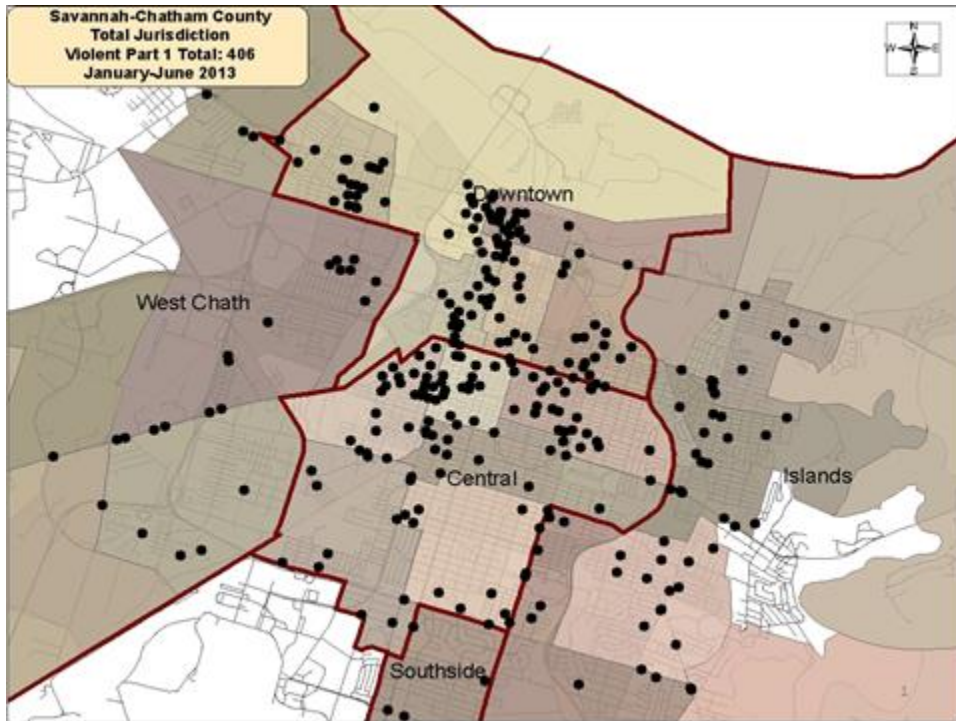 Savannah-Chatham County
Total Jurisdiction
Violent Part 1 Total: 406
January-June 2013
N
W E
S
Downtown
West Chath
Central
Islands
Southside
1